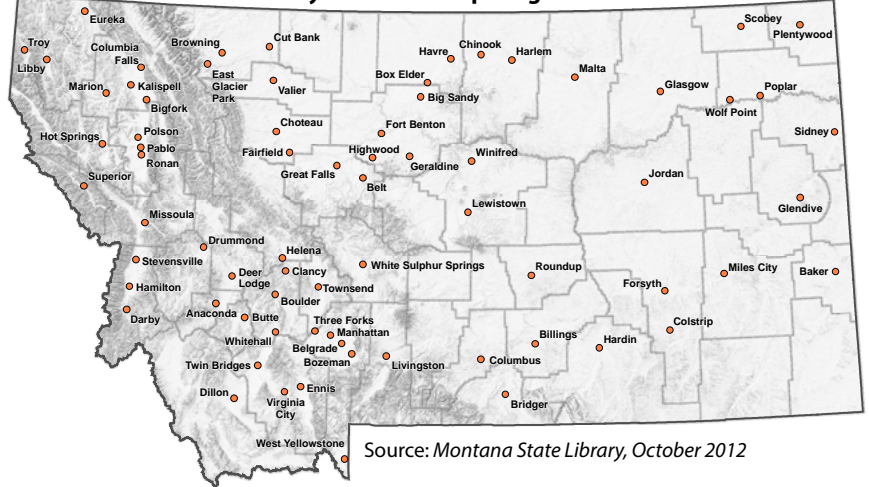 Eureka
Scobey
Plentywood
Troy
Libby
Columbia
Falls
Browning
Cut Bank
Havre
Chinook
Harlem
Malta
East
Glacier
Park
Box Elder
Marion
Kalispell
Bigfork
Valier
Big Sandy
Glasgow
Poplar
Wolf Point
Hot Springs
Polson
Pablo
Ronan
Choteau
Fort Benton
Sidney
Fairfield
Highwood
Geraldine
Winifred
Superior
Great Falls
Belt
Jordan
Lewistown
Glendive
Missoula
Drummond
Helena
Stevensville
Deer
Lodge
Clancy
White Sulphur Springs
Roundup
Miles City
Baker
Hamilton
Townsend
Forsyth
Boulder
Darby
Anaconda
Butte
Three Forks
Manhattan
Colstrip
Whitehall
Belgrade
Bozeman
Billings
Hardin
Twin Bridges
Livingston
Columbus
Dillon
Ennis
Virginia
City
Bridger
West Yellowstone
Source: Montana State Library, October 2012